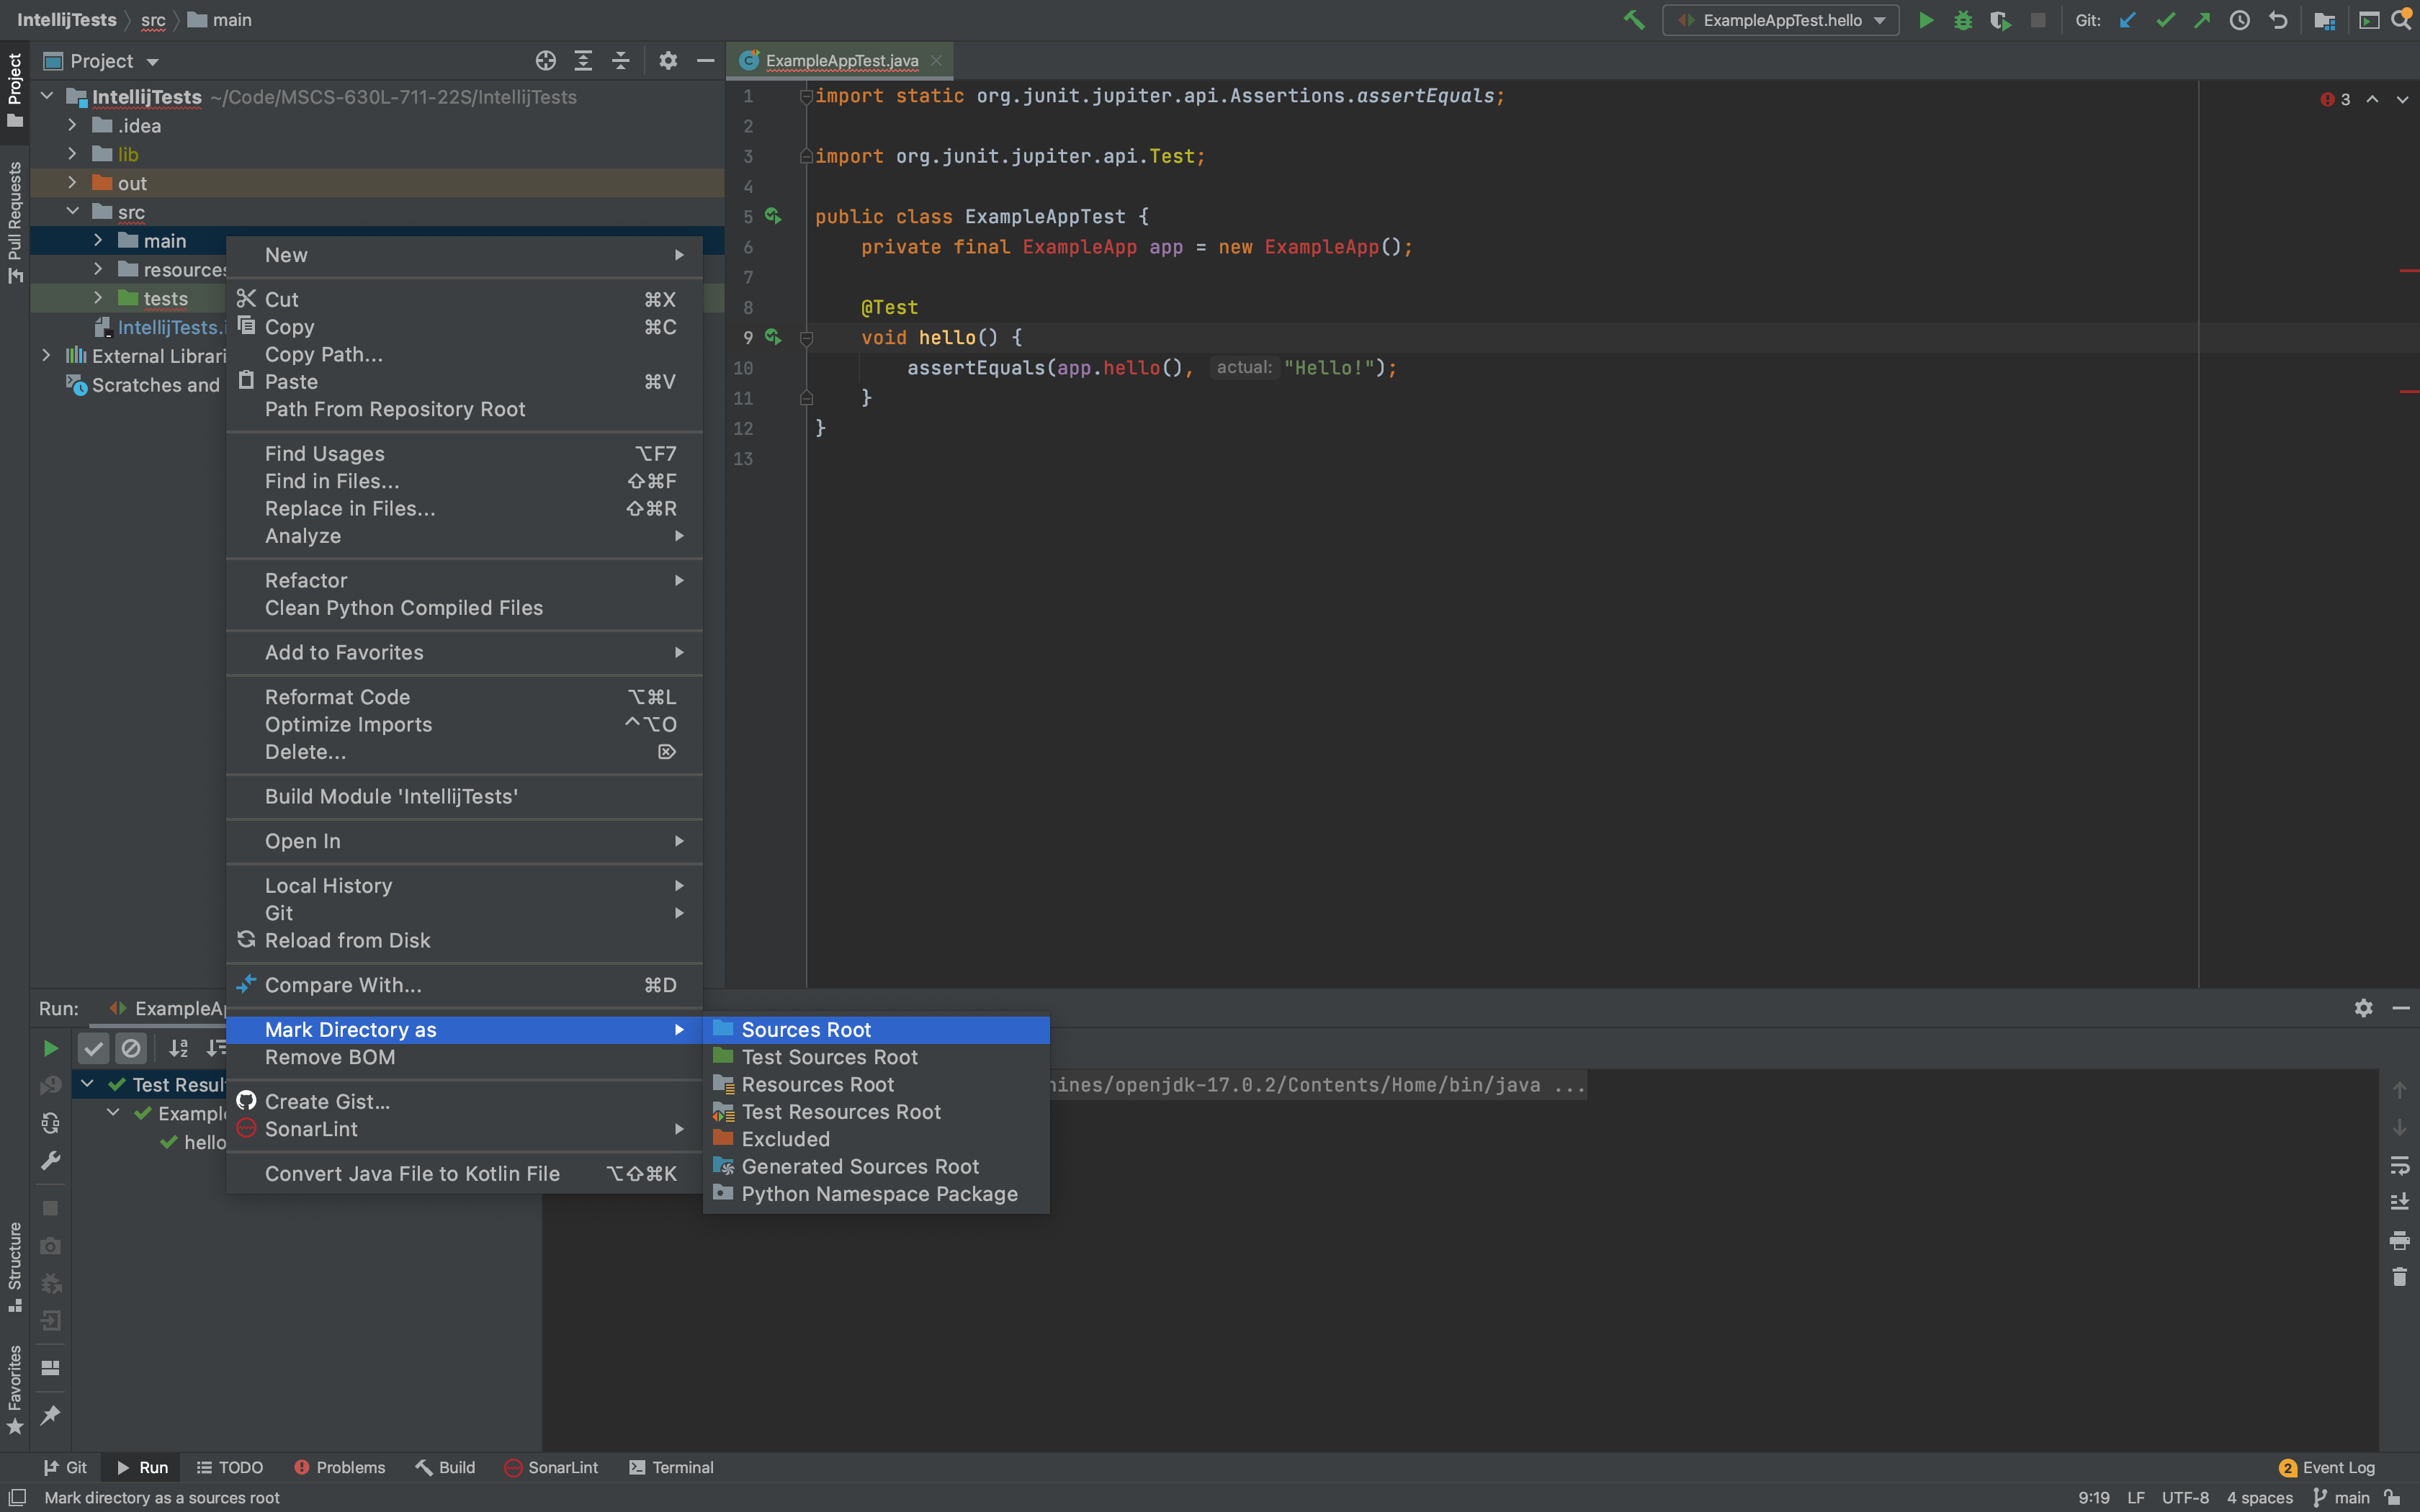 IntellijTests src main
ExampleAppTest.hello
Git:
Project
ExampleAppTest.java
Project
Pull Requests
Structure
Favorites
IntellijTests ~/Code/MSCS-630L-711-22S/IntellijTests
.idea
lib
out
src
main
resources
tests
IntellijTests.i
External Librari
Scratches and
New
Cut ⌘X
Copy ⌘C
Copy Path...
Paste ⌘V
Path From Repository Root
Find Usages ⌥F7
Find in Files... ⇧⌘F
Replace in Files... ⇧⌘R
Analyze
Refactor
Clean Python Compiled Files
Add to Favorites
Reformat Code ⌥⌘L
Optimize Imports ^⌥O
Delete... ⌦
Build Module 'IntellijTests'
Open In
Local History
Git
Reload from Disk
Compare With... ⌘D
Mark Directory as
Remove BOM
Create Gist...
SonarLint
Convert Java File to Kotlin File ⌥⇧⌘K
Sources Root
Test Sources Root
Resources Root
Test Resources Root
Excluded
Generated Sources Root
Python Namespace Package
3
1 import static org.junit.jupiter.api.Assertions.assertEquals;
2
3 import org.junit.jupiter.api.Test;
4
5 public class ExampleAppTest {
6 private final ExampleApp app = new ExampleApp();
7
8 @Test
9 void hello() {
10 assertEquals(app.hello(), actual: "Hello!");
11 }
12 }
13
Run: ExampleAp
Test Resul
Exampl
hello
ines/openjdk-17.0.2/Contents/Home/bin/java ...
Git Run TODO Problems Build SonarLint Terminal
2 Event Log
Mark directory as a sources root
9:19 LF UTF-8 4 spaces main